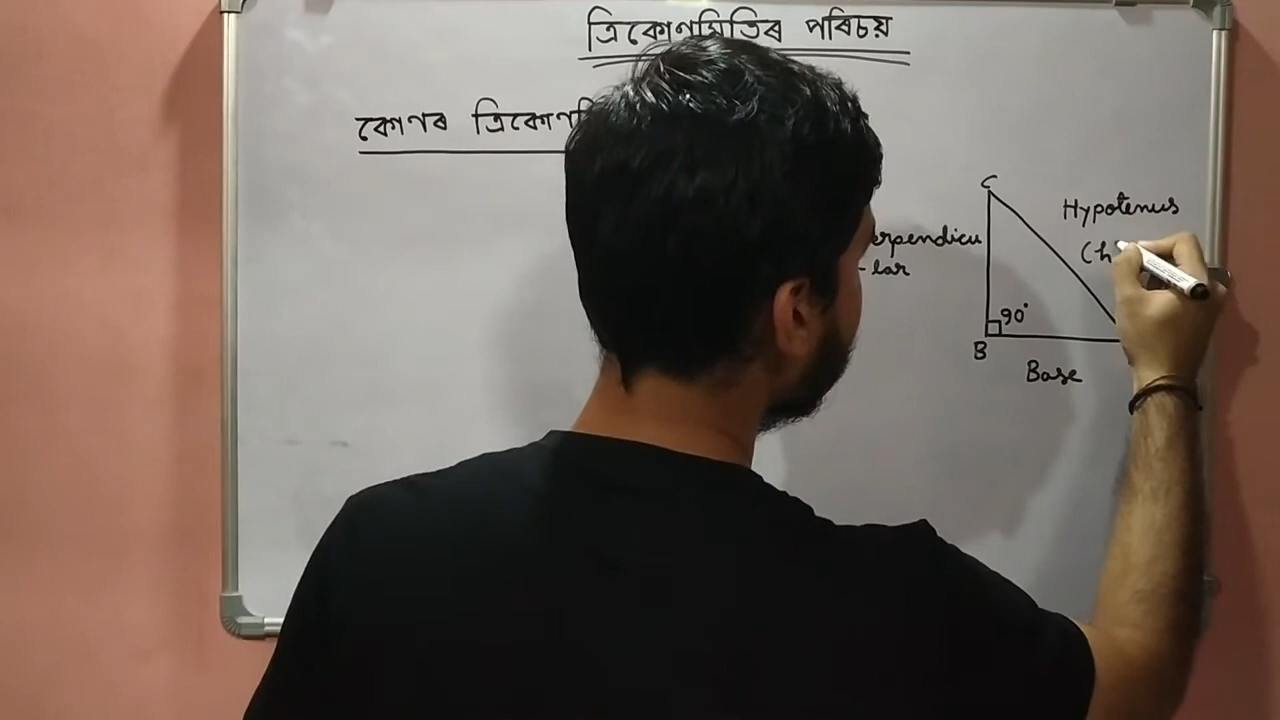 ত্ৰিকোণমিতিৰ পৰিচয়
কোণৰ
C
Hypotenus
(h
erpendicu
-lar
90°
B
Base